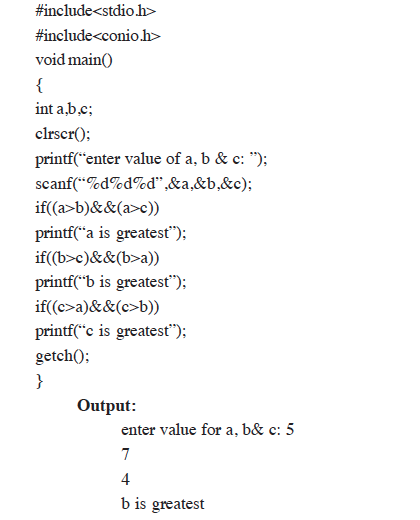 #include<stdio.h>
#include<conio.h>
void main()
{
int a,b,c;
clrscr();
printf(“enter value of a, b & c: ”);
scanf(“%d%d%d”,&a,&b,&c);
if((a>b)&&(a>c))
printf(“a is greatest”);
if((b>c)&&(b>a))
printf(“b is greatest”);
if((c>a)&&(c>b))
printf(“c is greatest”);
getch();
}
Output:
enter value for a, b& c: 5
7
4
b is greatest